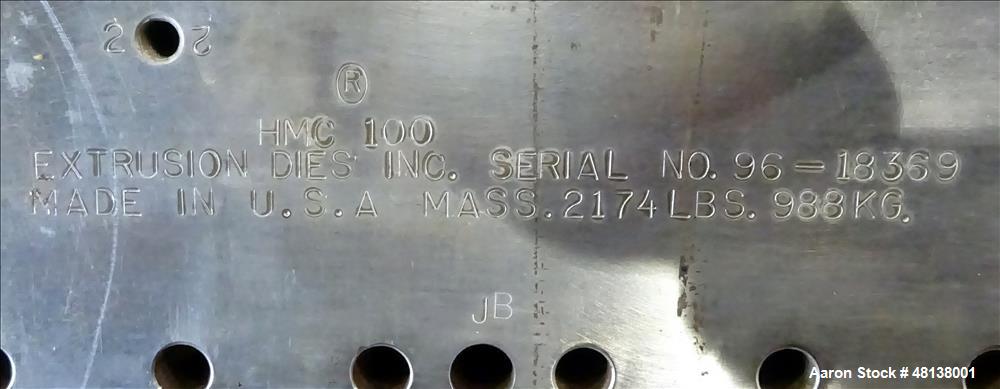 2 2
®
HMC 100
EXTRUSION DIES INC. SERIAL NO. 96-18369
MADE IN U.S.A MASS. 2174LBS. 988KG.
JB
Aaron Stock # 48138001